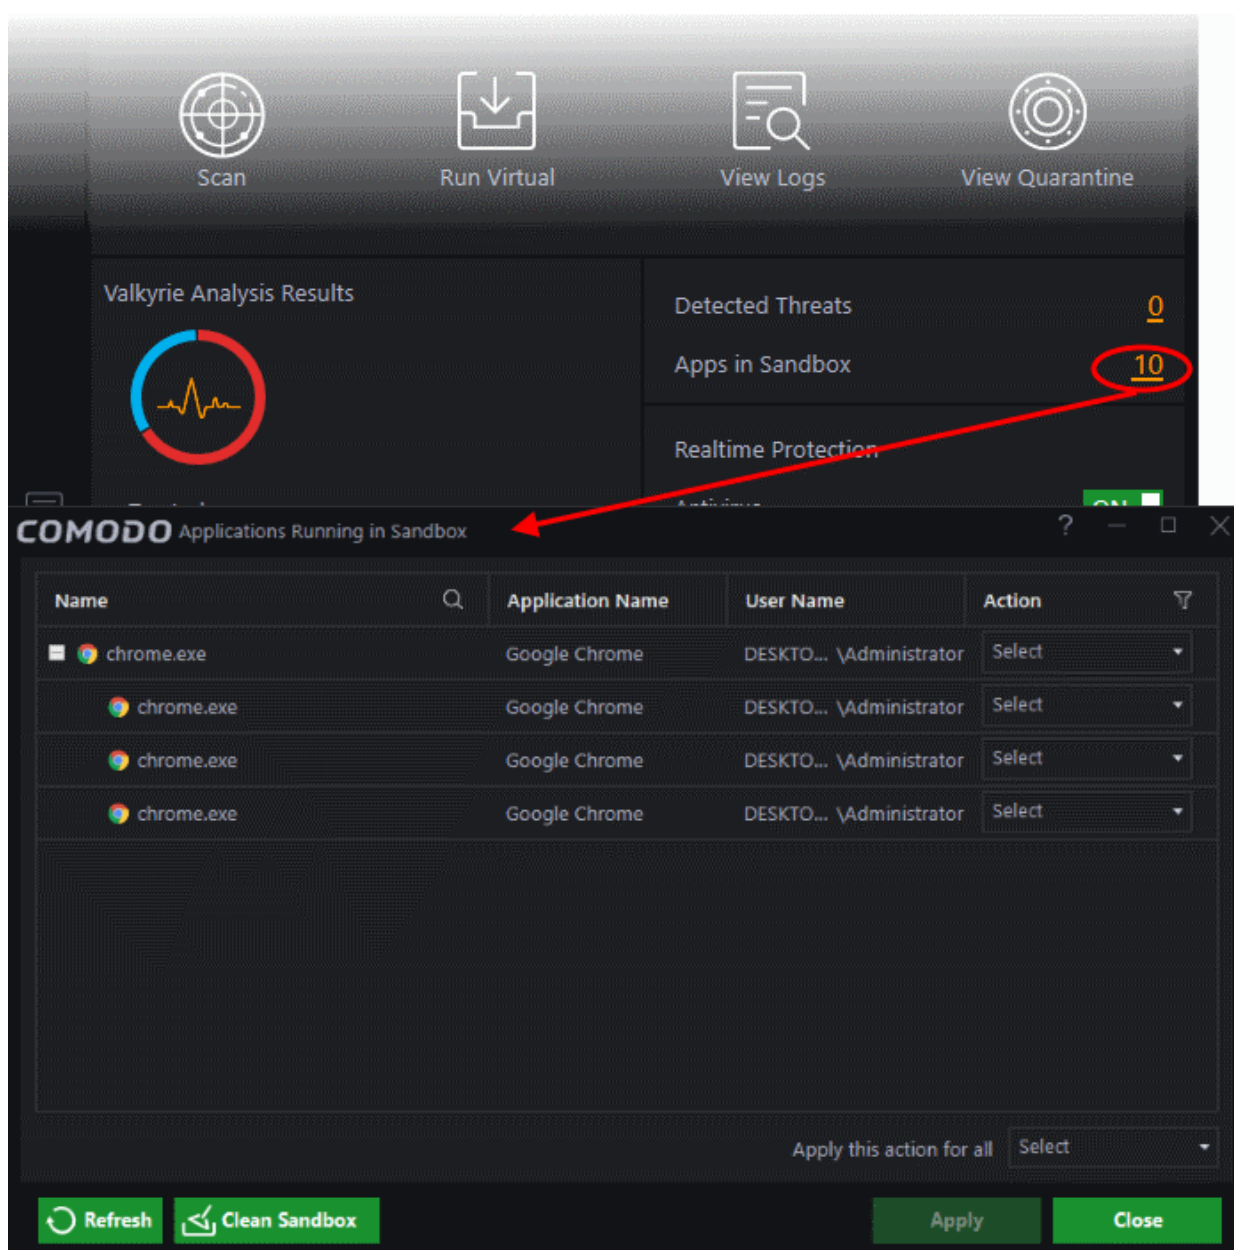 Scan
Run Virtual
View Logs
View Quarantine
Valkyrie Analysis Results
Detected Threats 0
Apps in Sandbox 10
Realtime Protection
Antivirus ON
COMODO Applications Running in Sandbox ?
Name Application Name User Name Action
chrome.exe Google Chrome DESKTO... \Administrator Select
chrome.exe Google Chrome DESKTO... \Administrator Select
chrome.exe Google Chrome DESKTO... \Administrator Select
chrome.exe Google Chrome DESKTO... \Administrator Select
Apply this action for all Select
Refresh Clean Sandbox Apply Close